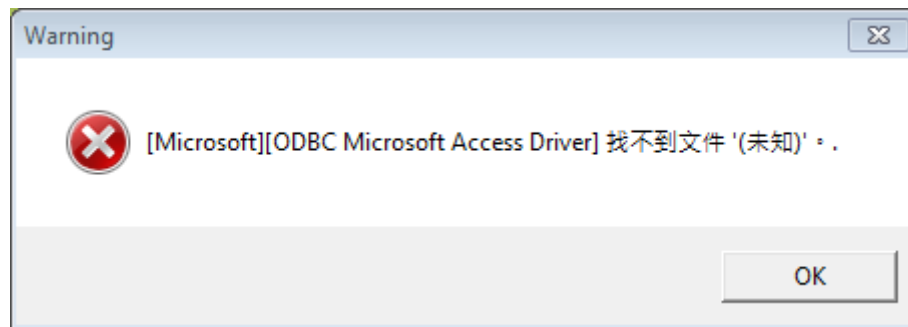 Warning
[Microsoft][ODBC Microsoft Access Driver] 找不到文件 '(未知)'。.
OK